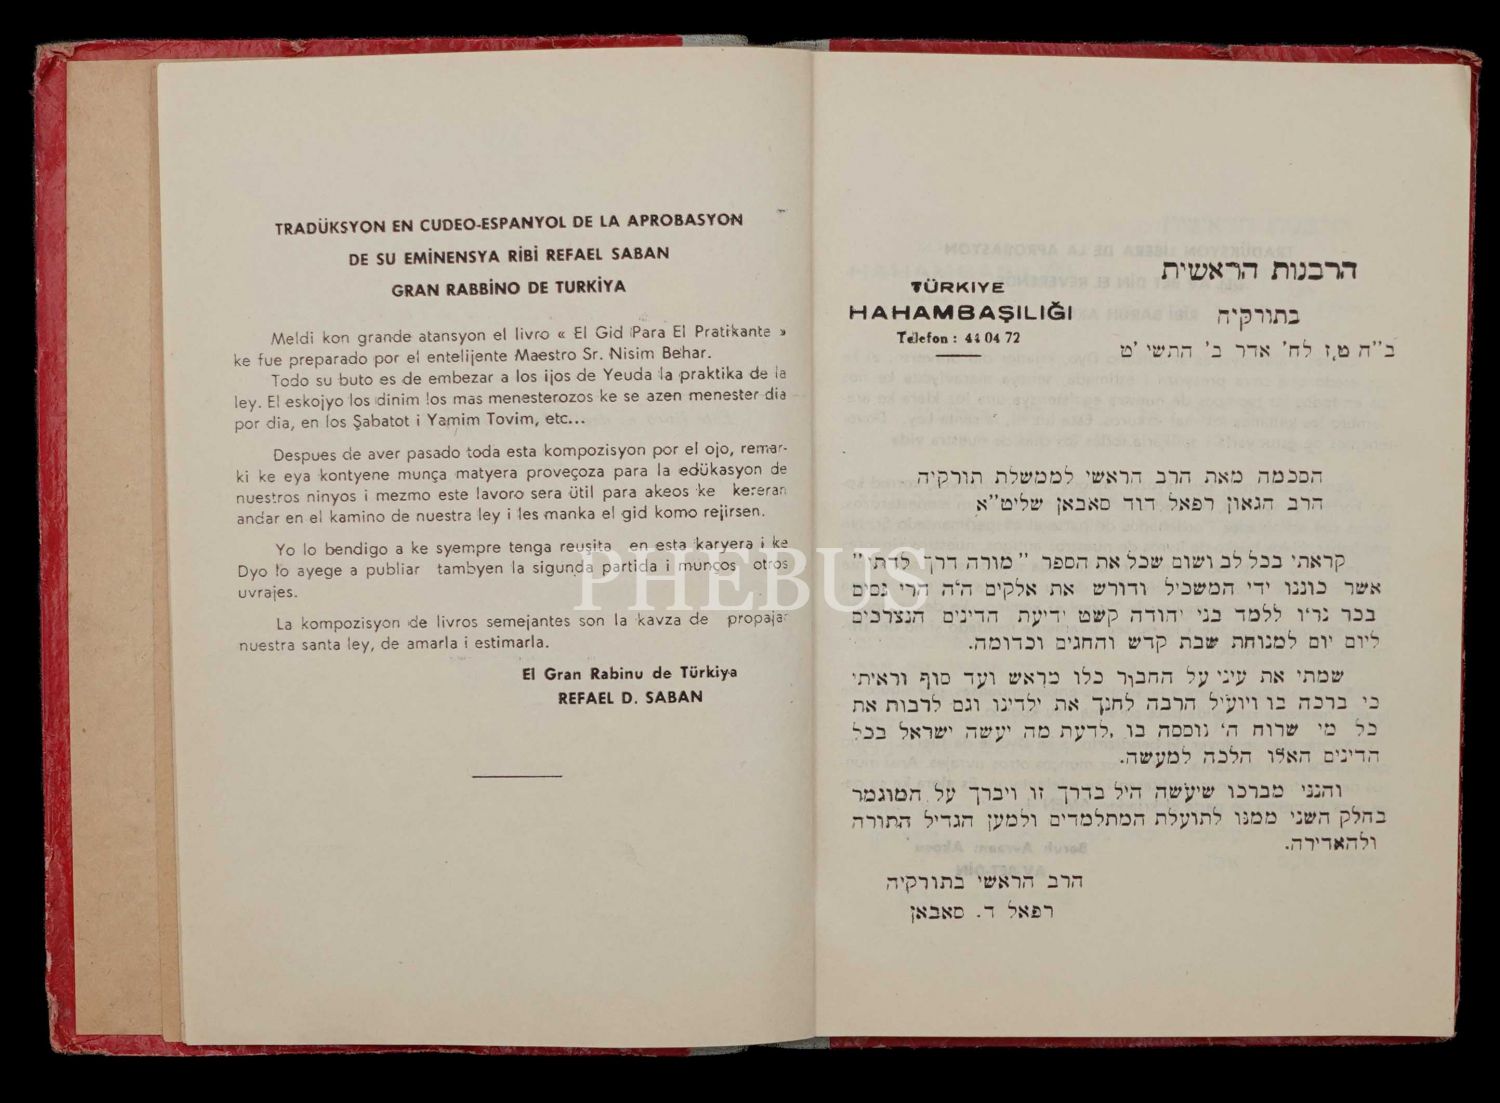 TRADÜKSYON EN CUDEO-ESPANYOL DE LA APROBASYON
DE SU EMİNENSYA RİBİ REFAEL SABAN
GRAN RABBİNO DE TURKİYA
Meldi kon grande atansyon el livro « El Gid Para El Pratikante »
ke fue preparado por el entelijente Maestro Sr. Nisim Behar.
Todo su buto es de embezar a los ijos de Yeuda la praktika de la
ley. El eskojyo los dinim los mas menesterozos ke se azen menester dia
por dia, en los Şabatot i Yamim Tovim, etc...
Despues de aver pasado toda esta kompozisyon por el ojo, remar-
ki ke eya kontyene munça matyera proveçoza para la edükasyon de
nuestros ninyos i mezmo este lavoro sera ütil para akeos ke kereran
andar en el kamino de nuestra ley i les manka el gid komo rejirsen.
Yo lo bendigo a ke syempre tenga reuşita en esta karyera i ke
Dyo lo ayege a publiar tambyen la sigunda partida i munços otros
uvrajes.
La kompozisyon de livros semejantes son la kavza de propajar
nuestra santa ley, de amarla i estimarla.
El Gran Rabinu de Türkiya
REFAEL D. SABAN
הרבנות הראשית
בתורקיה
TÜRKIYE
HAHAMBAŞILIĞI
Telefon : 44 04 72
ב"ח ט,ז לח' אדר ב' התשי'ט
הסכמה מאת הרב הראשי לממשלת תורקיה
הרב הגאון רפאל דוד סאבאן שליט"א
קראתי בכל לב ושום שכל את הספר " מורה דרך לדתן "
אשר כוננו ידי המשכיל ודורש את אלקים ה'ה הרי נסים
בכר נר'ו ללמד בני יהודה קשט ידיעת הדינים הנצרכים
ליום יום למנוחת שבת קדש והחגים וכדומה.
שמתי את עיני על החבור כלו מראש ועד סוף וראיתי
כי ברכה בו ויועיל הרבה לחנך את ילדינו וגם לרבות את
כל מי שרוח ה' נוססה בו ,לדעת מה יעשה ישראל בכל
הדינים האלו הלכה למעשה.
והנני מברכו שיעשה חיל בדרך זו ויברך על המוגמר
בחלק השני ממנו לתועלת המתלמדים ולמען הגדיל התורה
ולהאדירה.
הרב הראשי בתורקיה
רפאל ד. סאבאן
PHEBUS